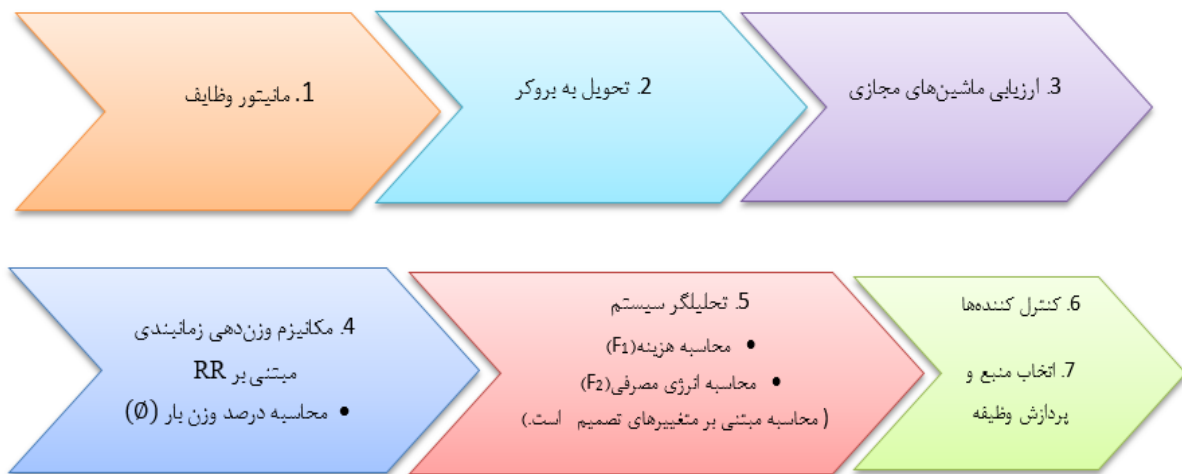 1. مانیتور وظایف
2. تحویل به بروکر
3. ارزیابی ماشین‌های مجازی
4. مکانیزم وزن‌دهی زمانبندی
مبتنی بر RR
• محاسبه درصد وزن بار (Ø)
5. تحلیلگر سیستم
• محاسبه هزینه(F₁)
• محاسبه انرژی مصرفی(F₂)
(محاسبه مبتنی بر متغییرهای تصمیم است.)
6. کنترل کننده‌ها
7. اتخاب منبع و
پردازش وظیفه